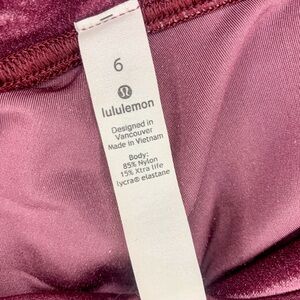 6
lululemon
Designed in
Vancouver
Made in Vietnam
Body:
85% Nylon
15% Xtra life
lycra® elastane